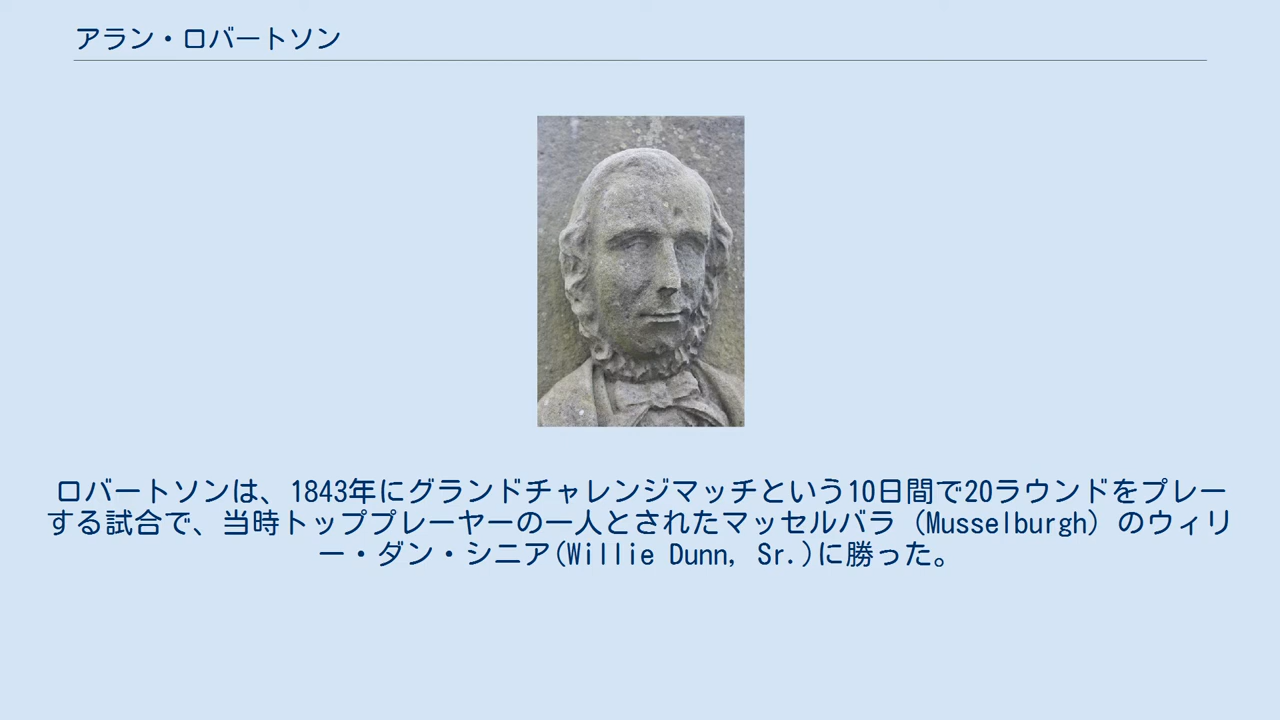 アラン・ロバートソン
ロバートソンは、1843年にグランドチャレンジマッチという10日間で20ラウンドをプレー
する試合で、当時トッププレーヤーの一人とされたマッセルバラ (Musselburgh) のウィリ
ー・ダン・シニア(Willie Dunn, Sr.)に勝った。